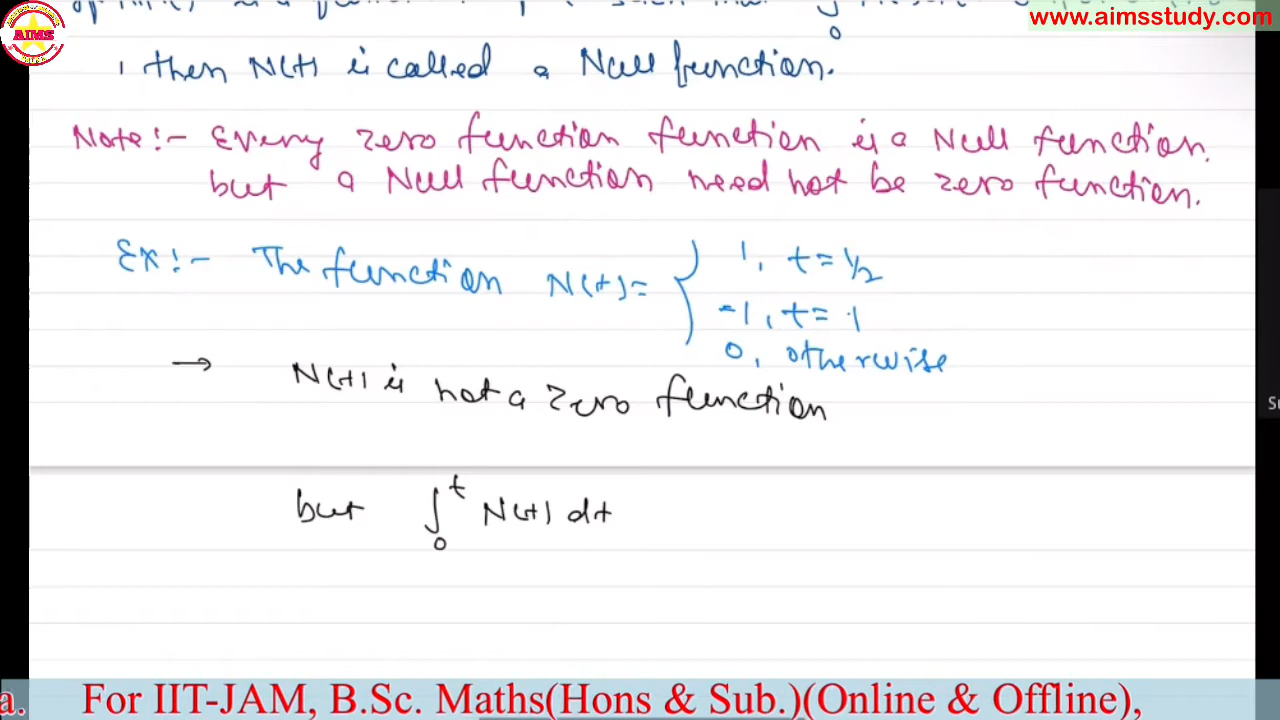 www.aimsstudy.com
AIMS
0
, then N(t) is called a Null function.
Note:- Every zero function function is a Null function.
but a Null function need not be zero function.
Ex:- The function N(t)= { 1, t=1/2
-1, t=1
0, otherwise
→ N(t) is not a zero function
but ∫₀ᵗ N(t) dt
a. For IIT-JAM, B.Sc. Maths(Hons & Sub.)(Online & Offline),